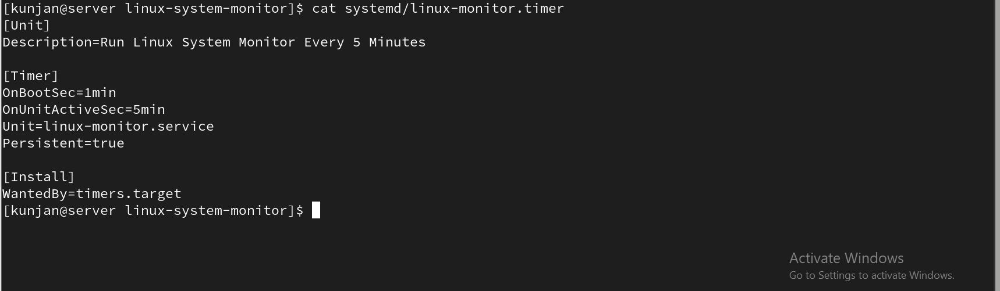 [kunjan@server linux-system-monitor]$ cat systemd/linux-monitor.timer
[Unit]
Description=Run Linux System Monitor Every 5 Minutes
[Timer]
OnBootSec=1min
OnUnitActiveSec=5min
Unit=linux-monitor.service
Persistent=true
[Install]
WantedBy=timers.target
[kunjan@server linux-system-monitor]$
Activate Windows
Go to Settings to activate Windows.